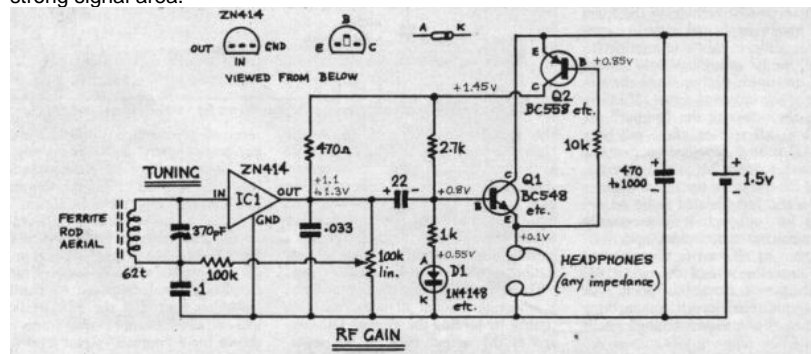 strong signal area.
ZN414
OUT
GND
IN
VIEWED FROM BELOW
B
E
C
A
K
+0.85V
E
B
C
Q2
BC558 etc.
+1.45V
470Ω
2.7k
10k
470
to 1000
+
-
1.5V
TUNING
ZN414
IN
IC1
OUT
GND
+1.1
to 1.3V
+ 22 -
+0.8V
C
B
E
Q1
BC548
etc.
+0.1V
FERRITE
ROD
AERIAL
370pF
62t
100k
.1
.033
100k
lin.
1k
+0.55V
A
D1
K
1N4148
etc.
HEADPHONES
(any impedance)
RF GAIN